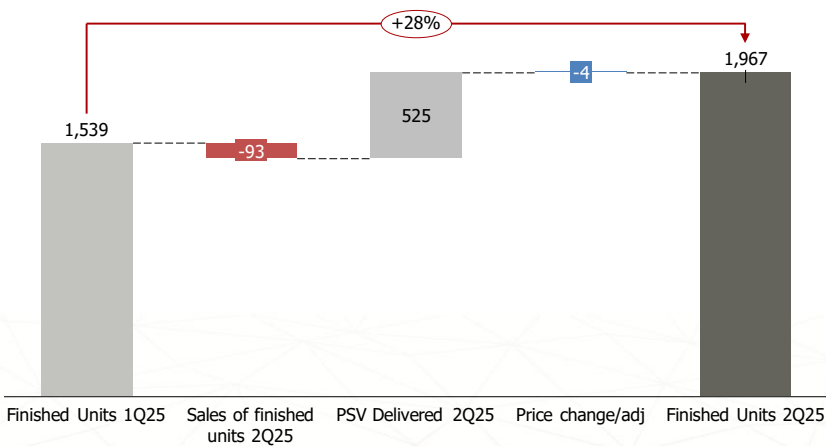 +28%
1,967
-4
525
1,539
-93
Finished Units 1Q25
Sales of finished
units 2Q25
PSV Delivered 2Q25
Price change/adj
Finished Units 2Q25